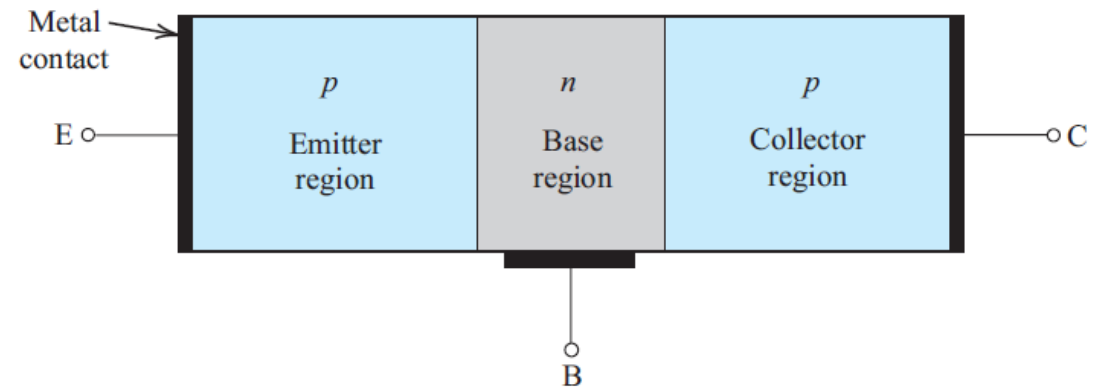 Metal
contact
p
n
p
E
Emitter
region
Base
region
Collector
region
C
B